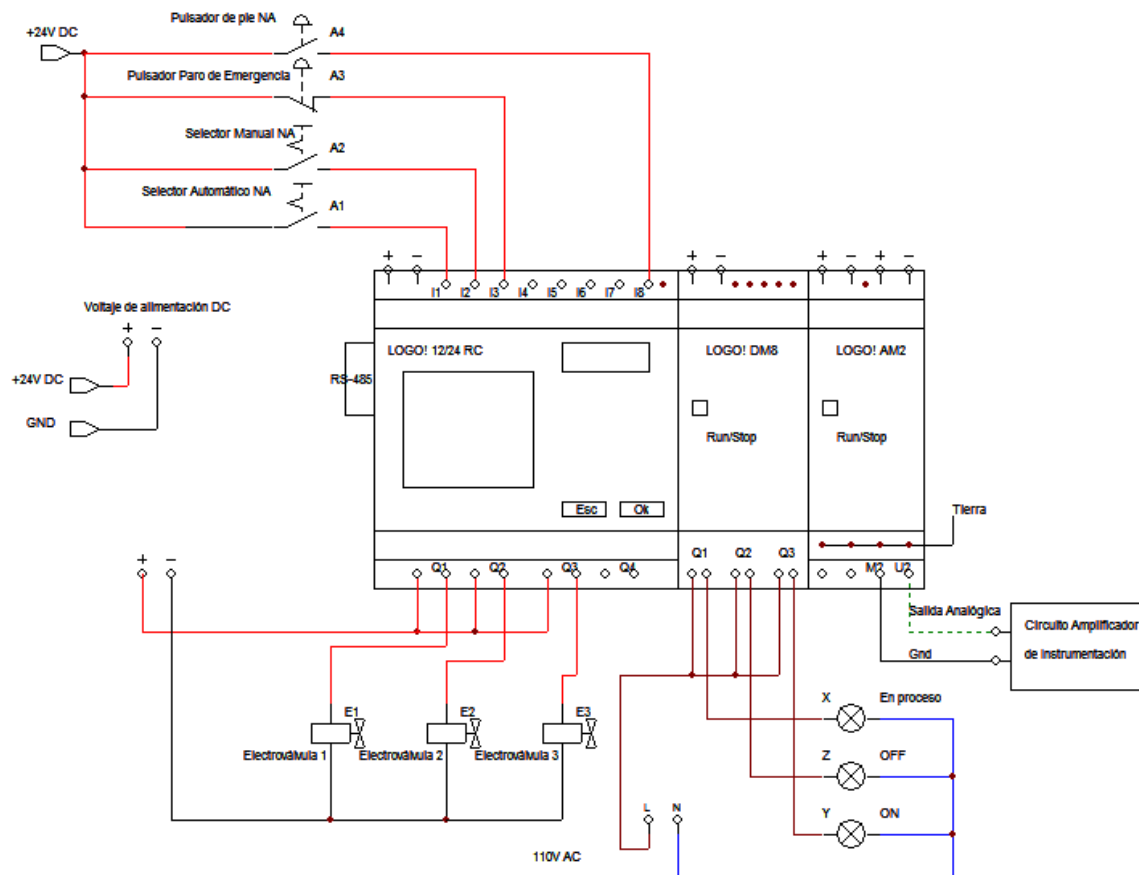 Pulsador de pie NA
A4
+24V DC
Pulsador Paro de Emergencia
A3
Selector Manual NA
A2
Selector Automático NA
A1
+ − + − + − + −
I1 I2 I3 I4 I5 I6 I7 I8
Voltaje de alimentación DC
+ −
LOGO! 12/24 RC
LOGO! DM8
LOGO! AM2
RS-485
+24V DC
GND
Run/Stop
Run/Stop
Esc
Ok
Tierra
+ −
Q1 Q2 Q3 Q4
Q1 Q2 Q3
M2 U2
Salida Analógica
Circuito Amplificador
de Instrumentación
Gnd
X
En proceso
E1
E2
E3
Electroválvula 1
Electroválvula 2
Electroválvula 3
Z
OFF
L N
Y
ON
110V AC